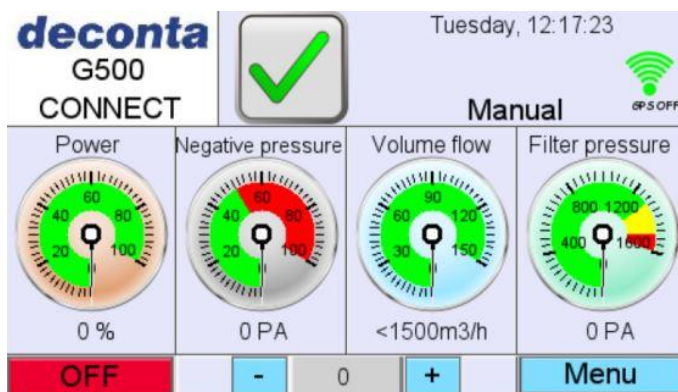 deconta
G500
CONNECT
Tuesday, 12:17:23
Manual
GPS OFF
Power
Negative pressure
Volume flow
Filter pressure
20 40 60 80 100
20 40 60 80 100
30 60 90 120 150
400 800 1200 1600
0 %
0 PA
<1500m3/h
0 PA
OFF
-
0
+
Menu